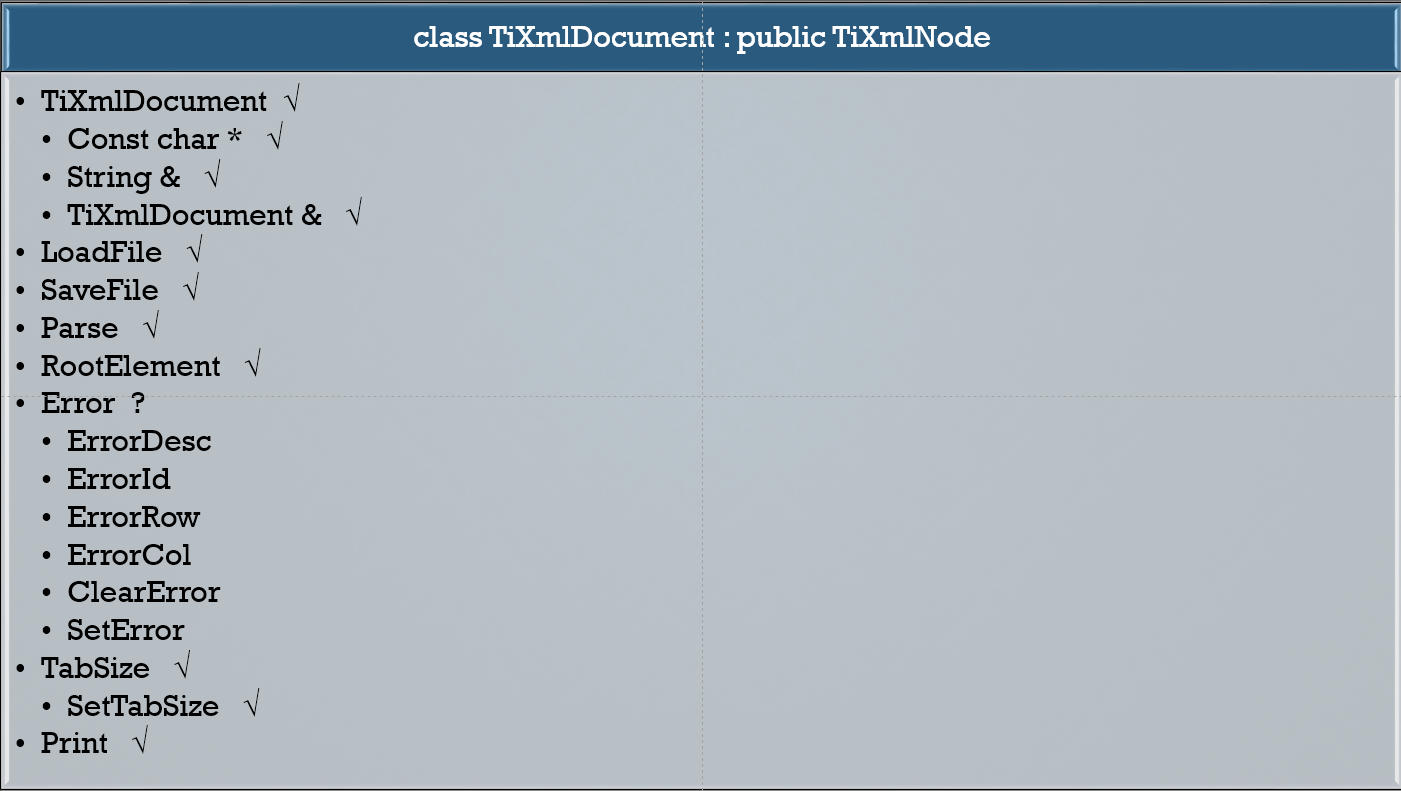 class TiXmlDocument : public TiXmlNode
• TiXmlDocument √
• Const char * √
• String & √
• TiXmlDocument & √
• LoadFile √
• SaveFile √
• Parse √
• RootElement √
• Error ?
• ErrorDesc
• ErrorId
• ErrorRow
• ErrorCol
• ClearError
• SetError
• TabSize √
• SetTabSize √
• Print √